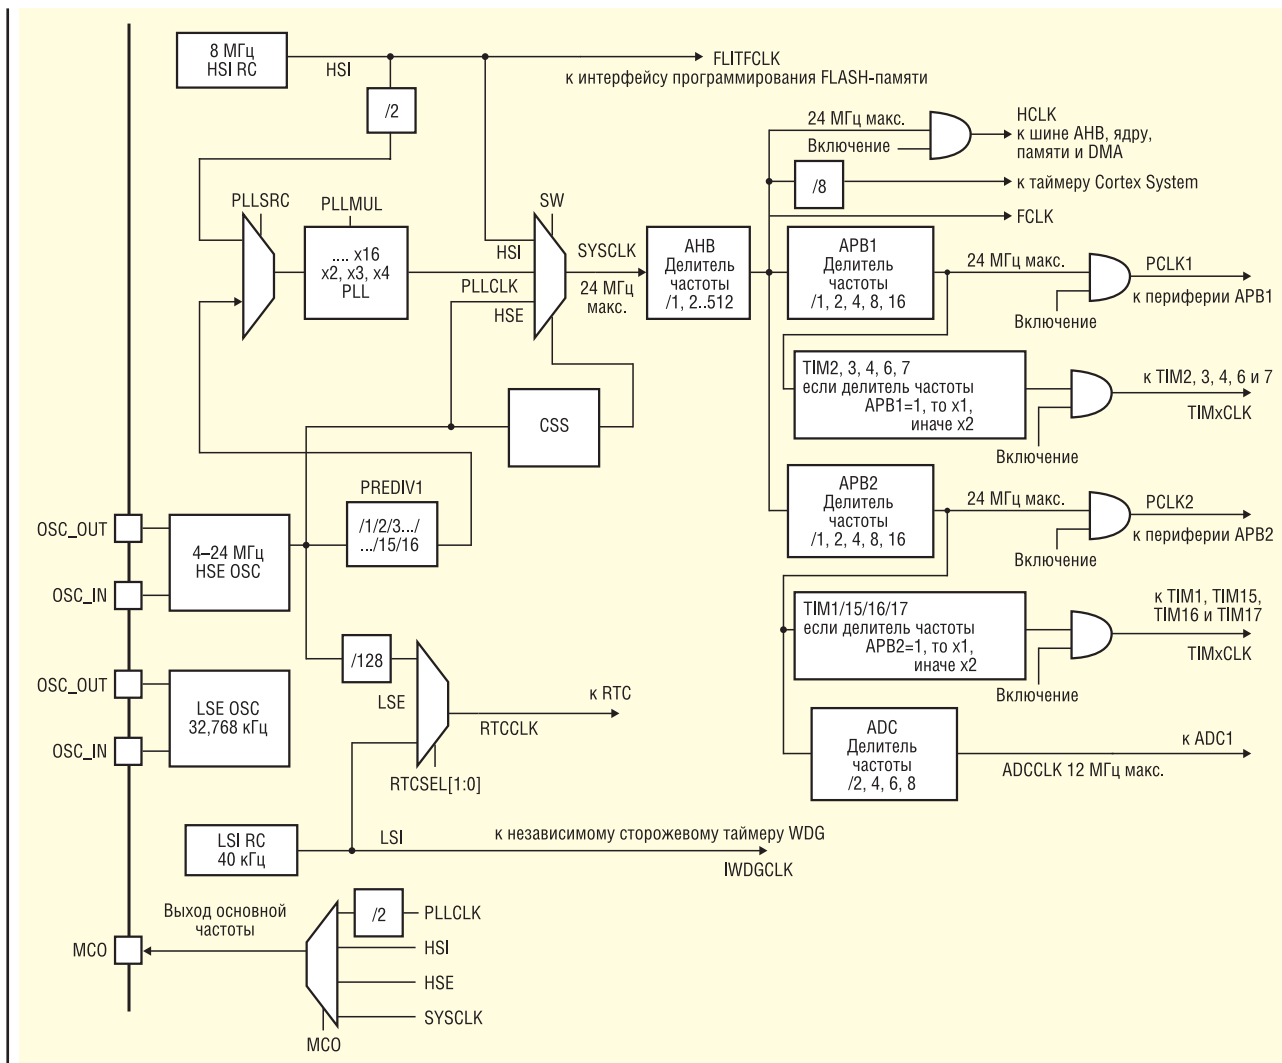 8 МГц
HSI RC
HSI
FLITFCLK
к интерфейсу программирования FLASH-памяти
/2
24 МГц макс.
Включение
HCLK
к шине AHB, ядру,
памяти и DMA
/8
к таймеру Cortex System
FCLK
PLLSRC
PLLMUL
.... x16
x2, x3, x4
PLL
SW
HSI
PLLCLK
HSE
SYSCLK
24 МГц
макс.
AHB
Делитель
частоты
/1, 2..512
APB1
Делитель
частоты
/1, 2, 4, 8, 16
24 МГц макс.
Включение
PCLK1
к периферии APB1
TIM2, 3, 4, 6, 7
если делитель частоты
APB1=1, то x1,
иначе x2
Включение
к TIM2, 3, 4, 6 и 7
TIMxCLK
CSS
APB2
Делитель
частоты
/1, 2, 4, 8, 16
24 МГц макс.
Включение
PCLK2
к периферии APB2
PREDIV1
/1/2/3.../
.../15/16
OSC_OUT
OSC_IN
4–24 МГц
HSE OSC
TIM1/15/16/17
если делитель частоты
APB2=1, то x1,
иначе x2
Включение
к TIM1, TIM15,
TIM16 и TIM17
TIMxCLK
/128
LSE
OSC_OUT
OSC_IN
LSE OSC
32,768 кГц
к RTC
RTCCLK
RTCSEL[1:0]
ADC
Делитель
частоты
/2, 4, 6, 8
к ADC1
ADCCLK 12 МГц макс.
LSI RC
40 кГц
LSI
к независимому сторожевому таймеру WDG
IWDGCLK
Выход основной
частоты
MCO
/2
PLLCLK
HSI
HSE
SYSCLK
MCO